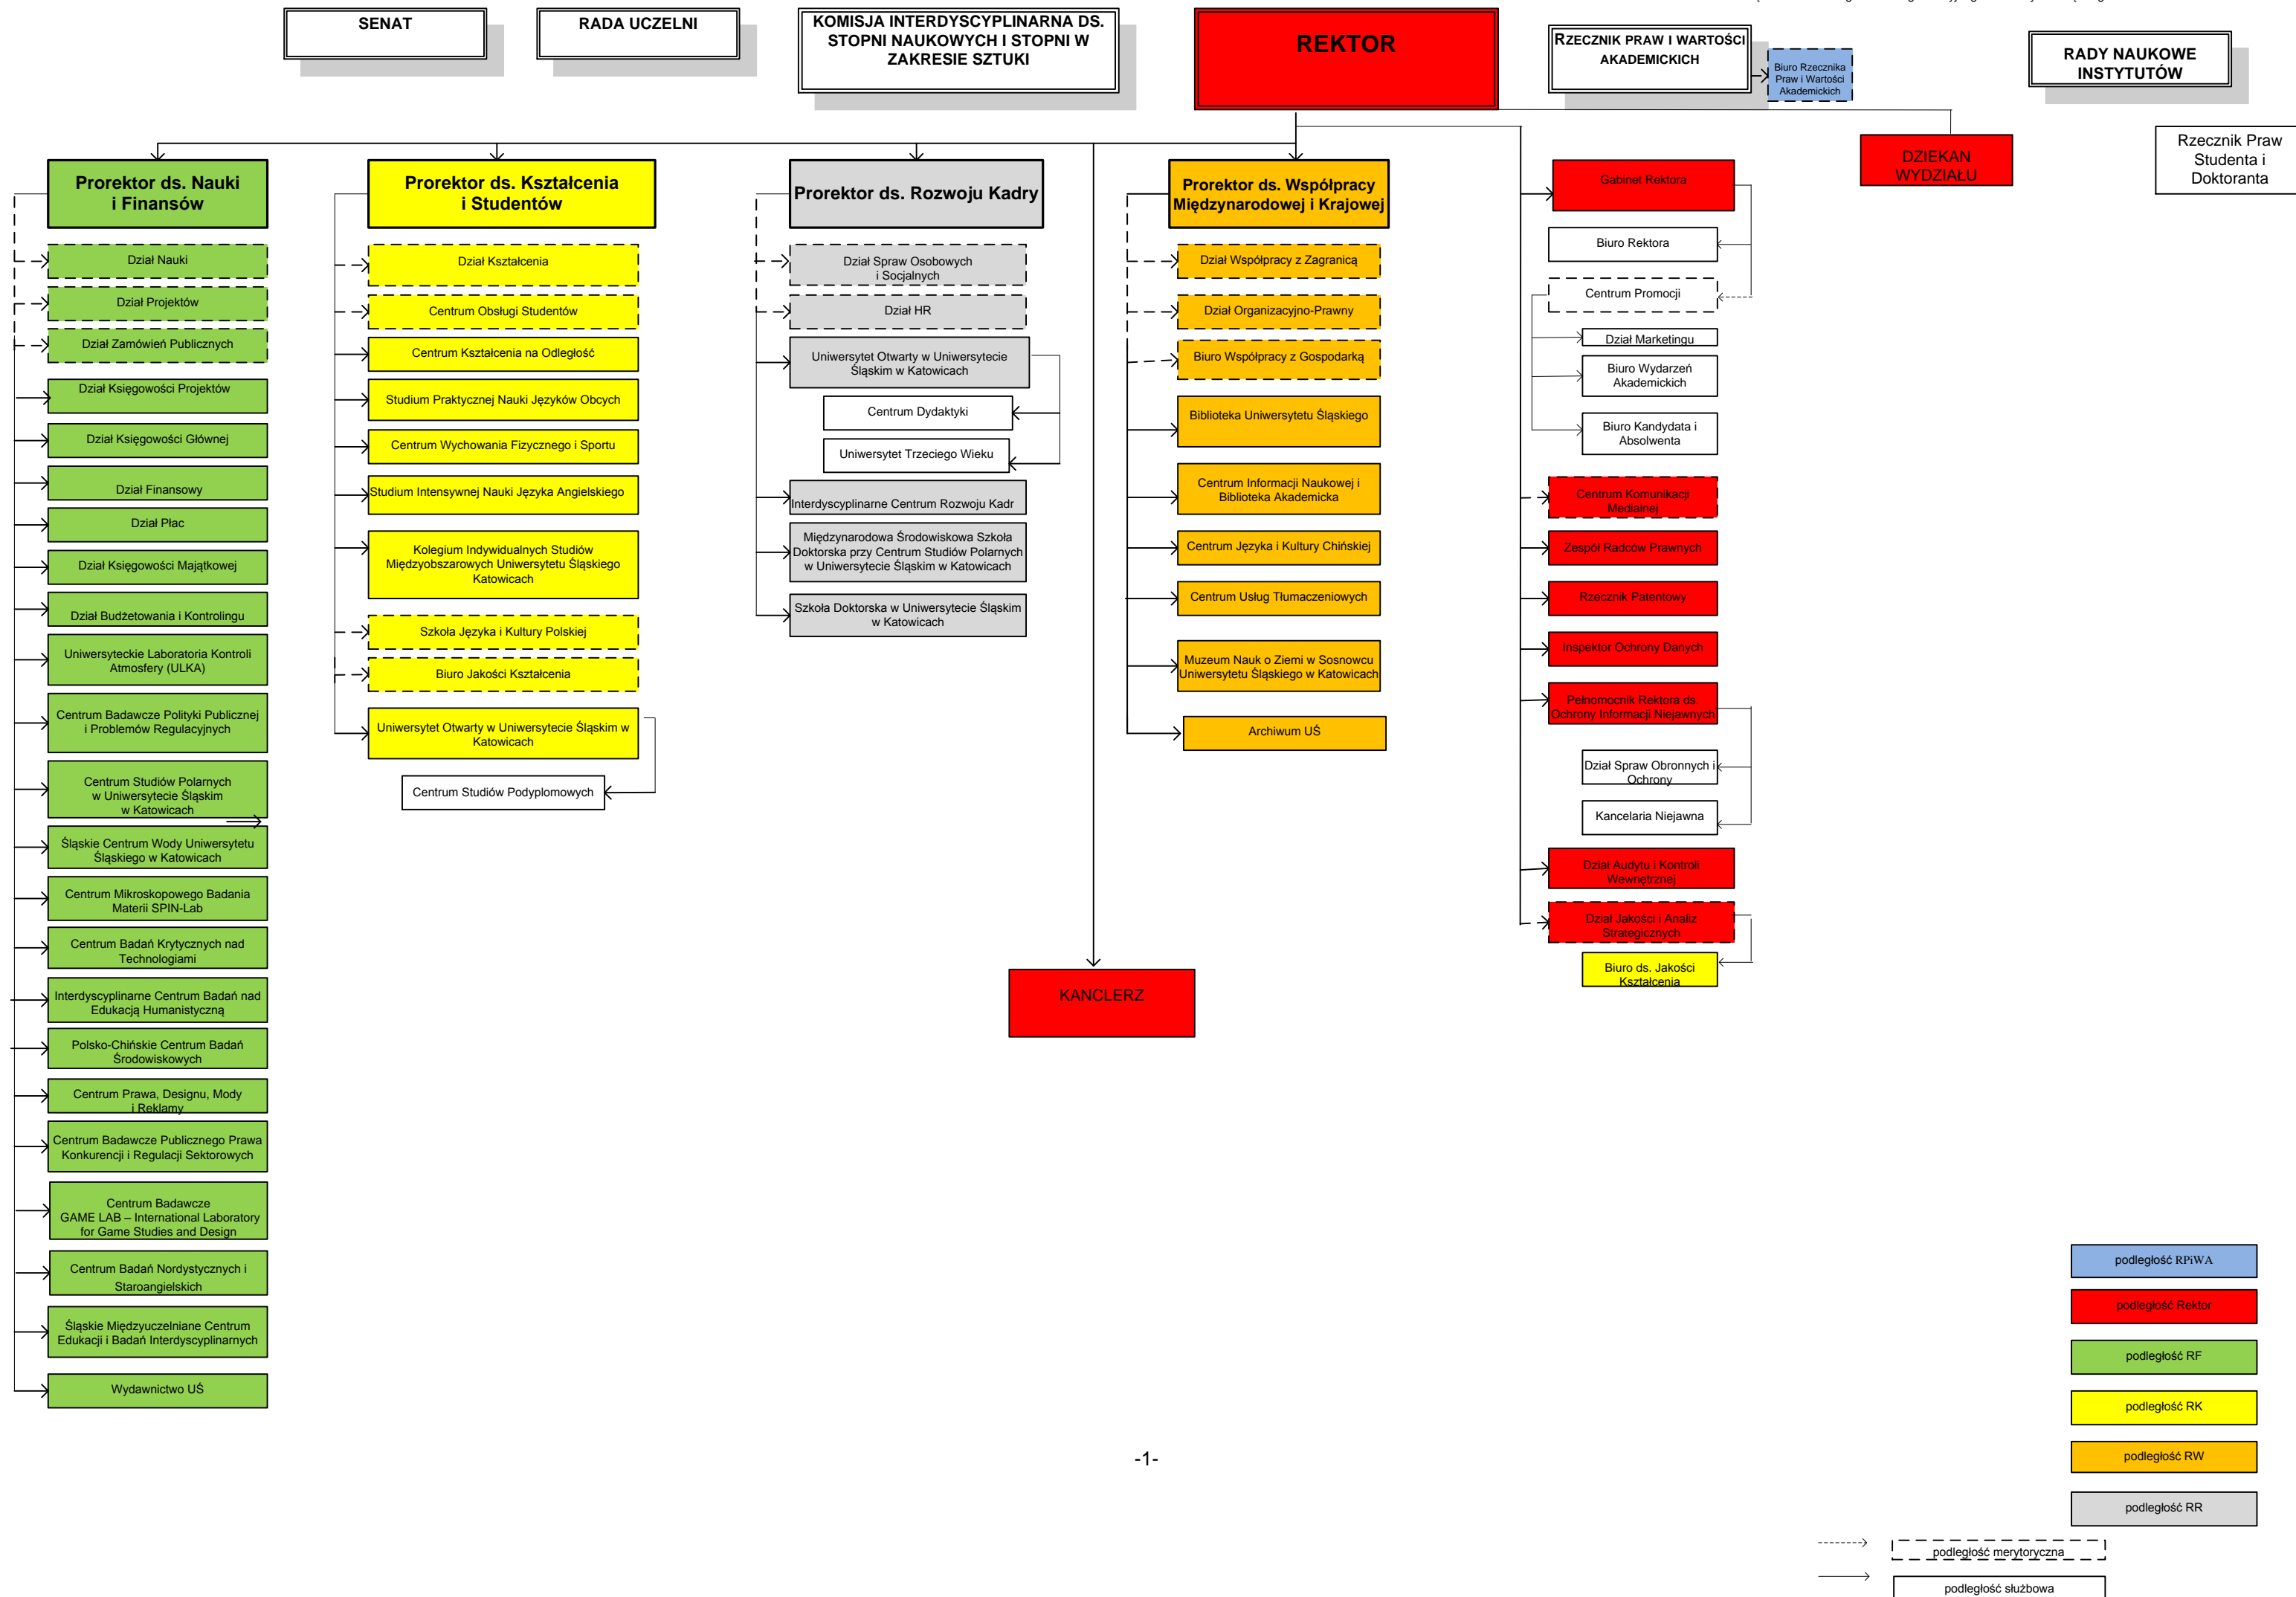 SENAT
RADA UCZELNI
KOMISJA INTERDYSCYPLINARNA DS.
STOPNI NAUKOWYCH I STOPNI W
ZAKRESIE SZTUKI
REKTOR
RZECZNIK PRAW I WARTOŚCI
AKADEMICKICH
Biuro Rzecznika
Praw i Wartości
Akademickich
RADY NAUKOWE
INSTYTUTÓW
DZIEKAN
WYDZIAŁU
Rzecznik Praw
Studenta i
Doktoranta
Prorektor ds. Nauki
i Finansów
Dział Nauki
Dział Projektów
Dział Zamówień Publicznych
Dział Księgowości Projektów
Dział Księgowości Głównej
Dział Finansowy
Dział Płac
Dział Księgowości Majątkowej
Dział Budżetowania i Kontrolingu
Uniwersyteckie Laboratoria Kontroli
Atmosfery (ULKA)
Centrum Badawcze Polityki Publicznej
i Problemów Regulacyjnych
Centrum Studiów Polarnych
w Uniwersytecie Śląskim
w Katowicach
Śląskie Centrum Wody Uniwersytetu
Śląskiego w Katowicach
Centrum Mikroskopowego Badania
Materii SPIN-Lab
Centrum Badań Krytycznych nad
Technologiami
Interdyscyplinarne Centrum Badań nad
Edukacją Humanistyczną
Polsko-Chińskie Centrum Badań
Środowiskowych
Centrum Prawa, Designu, Mody
i Reklamy
Centrum Badawcze Publicznego Prawa
Konkurencji i Regulacji Sektorowych
Centrum Badawcze
GAME LAB – International Laboratory
for Game Studies and Design
Centrum Badań Nordystycznych i
Staroangielskich
Śląskie Międzyuczelniane Centrum
Edukacji i Badań Interdyscyplinarnych
Wydawnictwo UŚ
Prorektor ds. Kształcenia
i Studentów
Dział Kształcenia
Centrum Obsługi Studentów
Centrum Kształcenia na Odległość
Studium Praktycznej Nauki Języków Obcych
Centrum Wychowania Fizycznego i Sportu
Studium Intensywnej Nauki Języka Angielskiego
Kolegium Indywidualnych Studiów
Międzyobszarowych Uniwersytetu Śląskiego
Katowicach
Szkoła Języka i Kultury Polskiej
Biuro Jakości Kształcenia
Uniwersytet Otwarty w Uniwersytecie Śląskim w
Katowicach
Centrum Studiów Podyplomowych
Prorektor ds. Rozwoju Kadry
Dział Spraw Osobowych
i Socjalnych
Dział HR
Uniwersytet Otwarty w Uniwersytecie
Śląskim w Katowicach
Centrum Dydaktyki
Uniwersytet Trzeciego Wieku
Interdyscyplinarne Centrum Rozwoju Kadr
Międzynarodowa Środowiskowa Szkoła
Doktorska przy Centrum Studiów Polarnych
w Uniwersytecie Śląskim w Katowicach
Szkoła Doktorska w Uniwersytecie Śląskim
w Katowicach
Prorektor ds. Współpracy
Międzynarodowej i Krajowej
Dział Współpracy z Zagranicą
Dział Organizacyjno-Prawny
Biuro Współpracy z Gospodarką
Biblioteka Uniwersytetu Śląskiego
Centrum Informacji Naukowej i
Biblioteka Akademicka
Centrum Języka i Kultury Chińskiej
Centrum Usług Tłumaczeniowych
Muzeum Nauk o Ziemi w Sosnowcu
Uniwersytetu Śląskiego w Katowicach
Archiwum UŚ
KANCLERZ
Gabinet Rektora
Biuro Rektora
Centrum Promocji
Dział Marketingu
Biuro Wydarzeń
Akademickich
Biuro Kandydata i
Absolwenta
Centrum Komunikacji
Medialnej
Zespół Radców Prawnych
Rzecznik Patentowy
Inspektor Ochrony Danych
Pełnomocnik Rektora ds.
Ochrony Informacji Niejawnych
Dział Spraw Obronnych i
Ochrony
Kancelaria Niejawna
Dział Audytu i Kontroli
Wewnętrznej
Dział Jakości i Analiz
Strategicznych
Biuro ds. Jakości
Kształcenia
podległość RPiWA
podległość Rektor
podległość RF
podległość RK
podległość RW
podległość RR
podległość merytoryczna
podległość służbowa
-1-